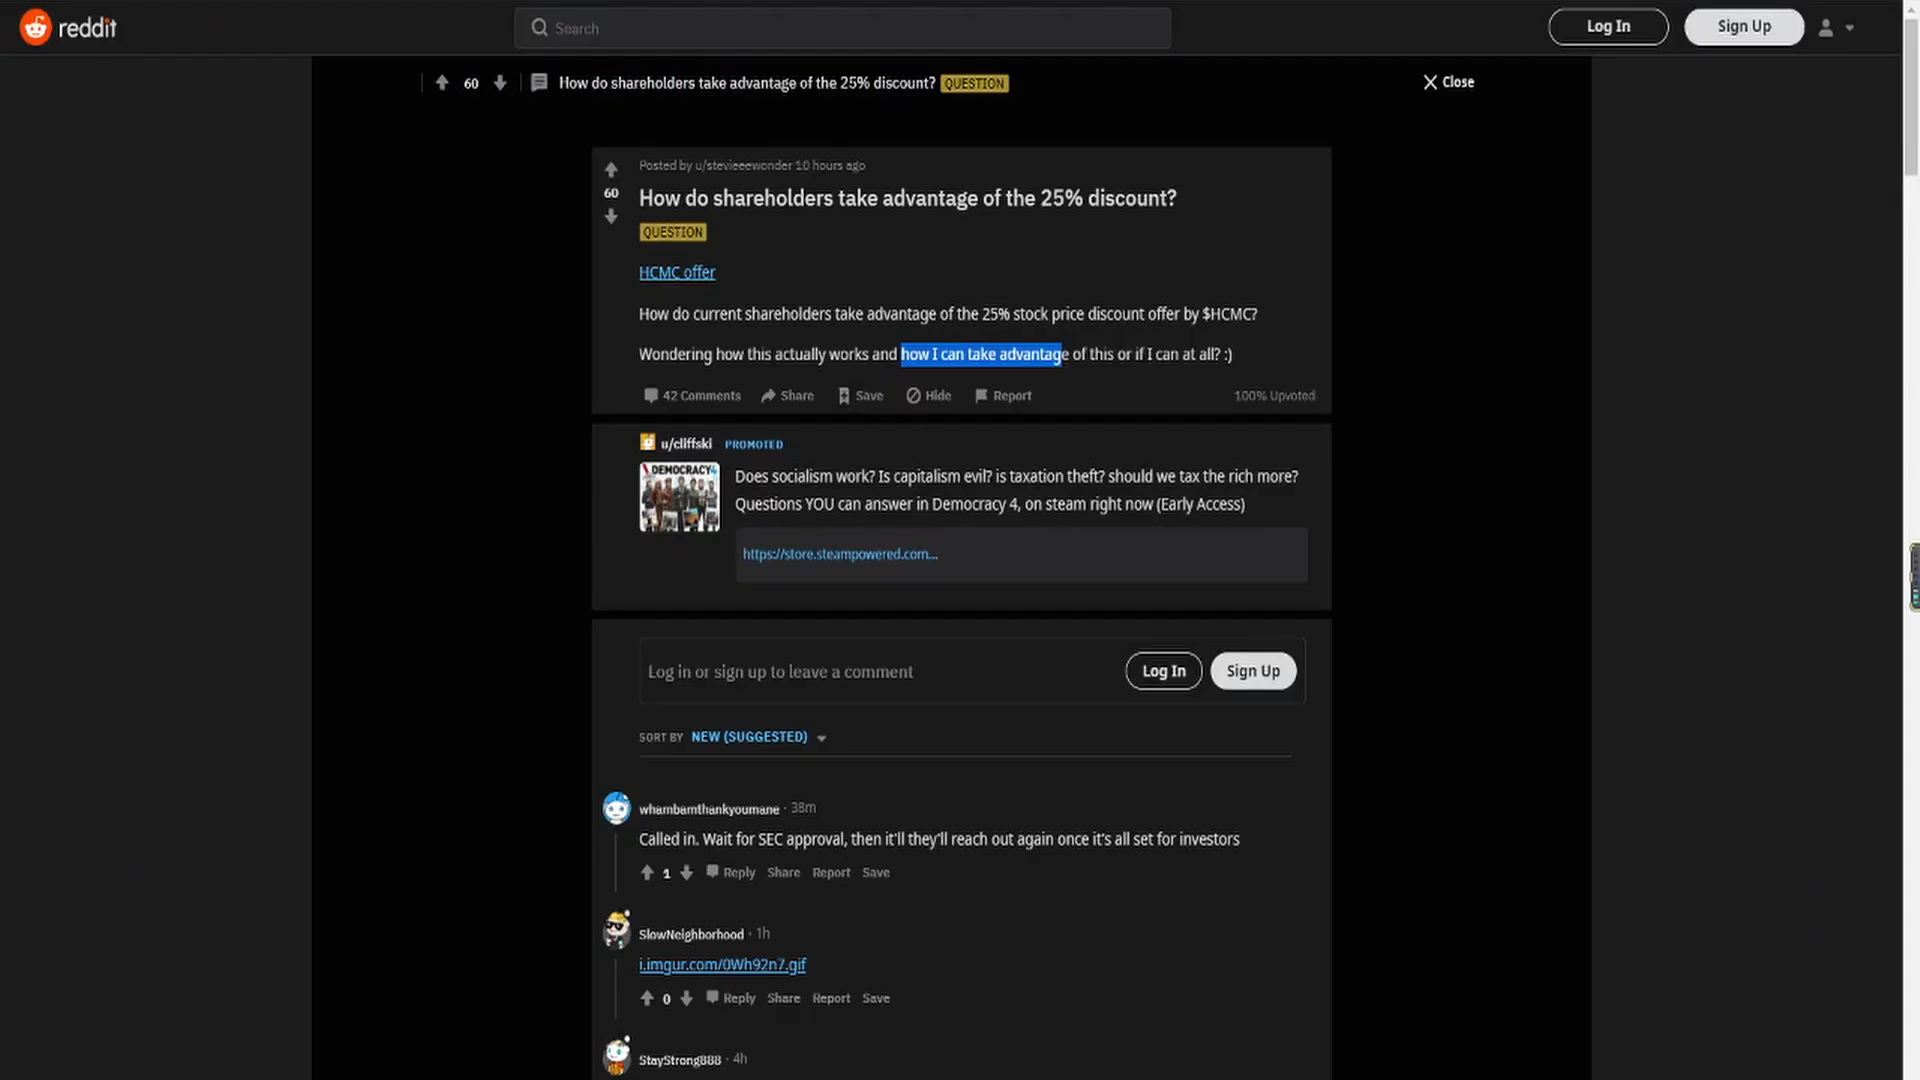 reddit
Search
Log In
Sign Up
60
How do shareholders take advantage of the 25% discount? QUESTION
Close
Posted by u/stevieeewonder 10 hours ago
60
How do shareholders take advantage of the 25% discount?
QUESTION
HCMC offer
How do current shareholders take advantage of the 25% stock price discount offer by $HCMC?
Wondering how this actually works and how I can take advantage of this or if I can at all? :)
42 Comments Share Save Hide Report 100% Upvoted
u/cliffski PROMOTED
DEMOCRACY4
Does socialism work? Is capitalism evil? is taxation theft? should we tax the rich more?
Questions YOU can answer in Democracy 4, on steam right now (Early Access)
https://store.steampowered.com...
Log in or sign up to leave a comment
Log In
Sign Up
SORT BY NEW (SUGGESTED)
whambamthankyoumane · 38m
Called in. Wait for SEC approval, then it'll they'll reach out again once it's all set for investors
1 Reply Share Report Save
SlowNeighborhood · 1h
i.imgur.com/0Wh92n7.gif
0 Reply Share Report Save
StayStrong888 · 4h